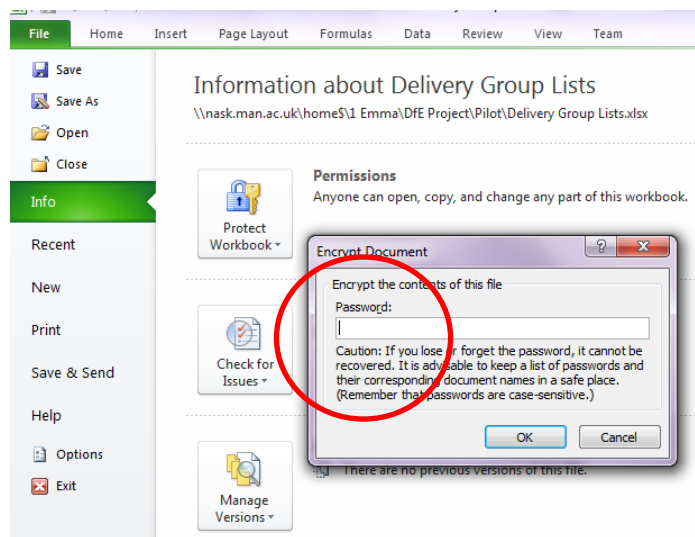 File Home Insert Page Layout Formulas Data Review View Team
Save
Save As
Open
Close
Info
Recent
New
Print
Save & Send
Help
Options
Exit
Information about Delivery Group Lists
\\nask.man.ac.uk\home$\1 Emma\DfE Project\Pilot\Delivery Group Lists.xlsx
Protect
Workbook
Permissions
Anyone can open, copy, and change any part of this workbook.
Check for
Issues
Encrypt Document
Encrypt the contents of this file
Password:
Caution: If you lose or forget the password, it cannot be
recovered. It is advisable to keep a list of passwords and
their corresponding document names in a safe place.
(Remember that passwords are case-sensitive.)
OK Cancel
Manage
Versions
There are no previous versions of this file.